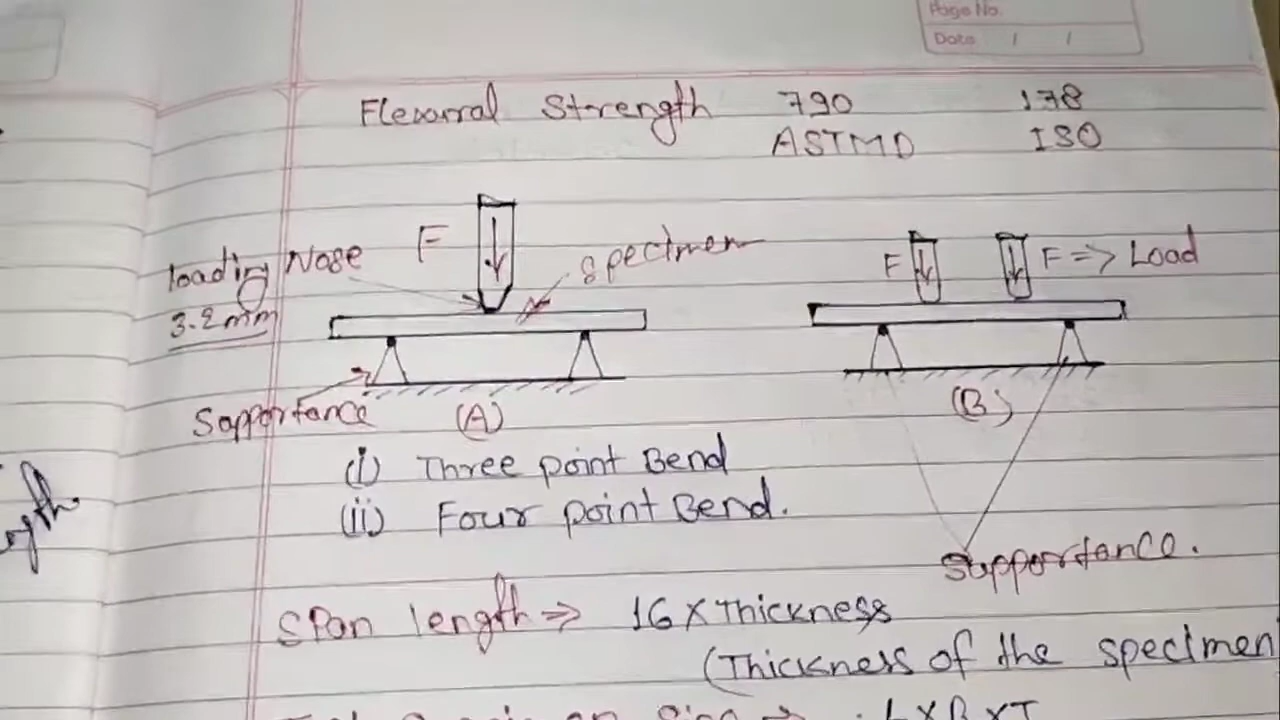 Page No.
Date / /
Flexural Strength 790 178
ASTMD ISO
loading Nose F specimen
3.2mm
F F => Load
Supportance (A) (B)
(i) Three point Bend
(ii) Four point Bend.
Supportance.
Span length => 16 x Thickness
(Thickness of the specimen
L x B x T